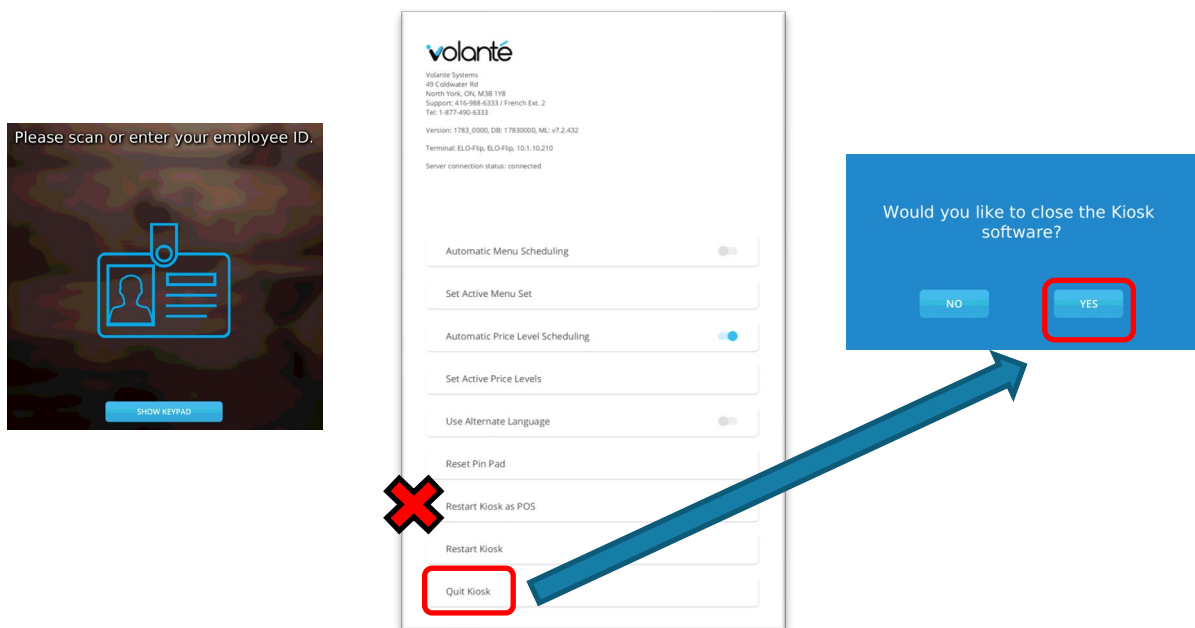 Please scan or enter your employee ID.
SHOW KEYPAD
volanté
Volante Systems
49 Coldwater Rd
North York, ON, M3B 1Y8
Support: 416-988-6333 / French Ext. 2
Tel: 1-877-490-6333
Version: 1783_0000, DB: 17830000, ML: v7.2.432
Terminal: ELO-Flip, ELO-Flip, 10.1.10.210
Server connection status: connected
Automatic Menu Scheduling
Set Active Menu Set
Automatic Price Level Scheduling
Set Active Price Levels
Use Alternate Language
Reset Pin Pad
Restart Kiosk as POS
Restart Kiosk
Quit Kiosk
Would you like to close the Kiosk
software?
NO
YES